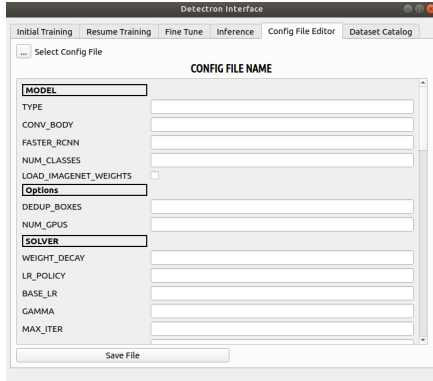 Detectron Interface
Initial Training Resume Training Fine Tune Inference Config File Editor Dataset Catalog
... Select Config File
CONFIG FILE NAME
MODEL
TYPE
CONV_BODY
FASTER_RCNN
NUM_CLASSES
LOAD_IMAGENET_WEIGHTS
Options
DEDUP_BOXES
NUM_GPUS
SOLVER
WEIGHT_DECAY
LR_POLICY
BASE_LR
GAMMA
MAX_ITER
Save File